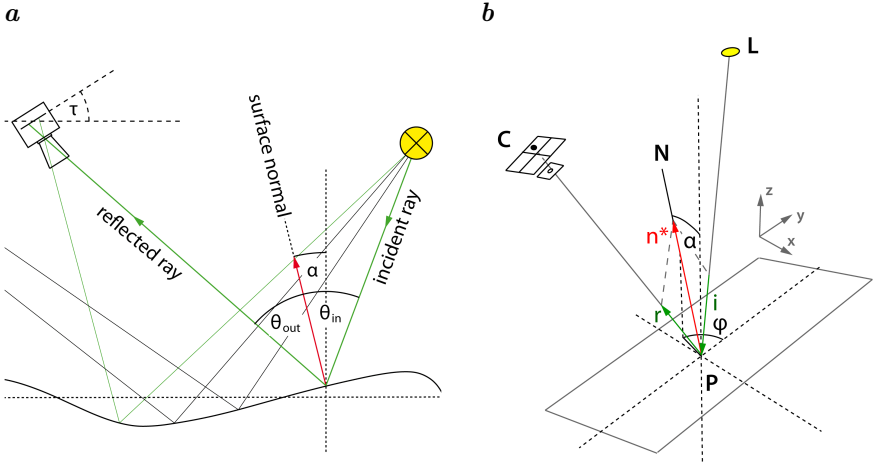 a
τ
surface normal
reflected ray
incident ray
α
θout
θin
b
L
C
N
n*
α
z
y
x
r
i
φ
P